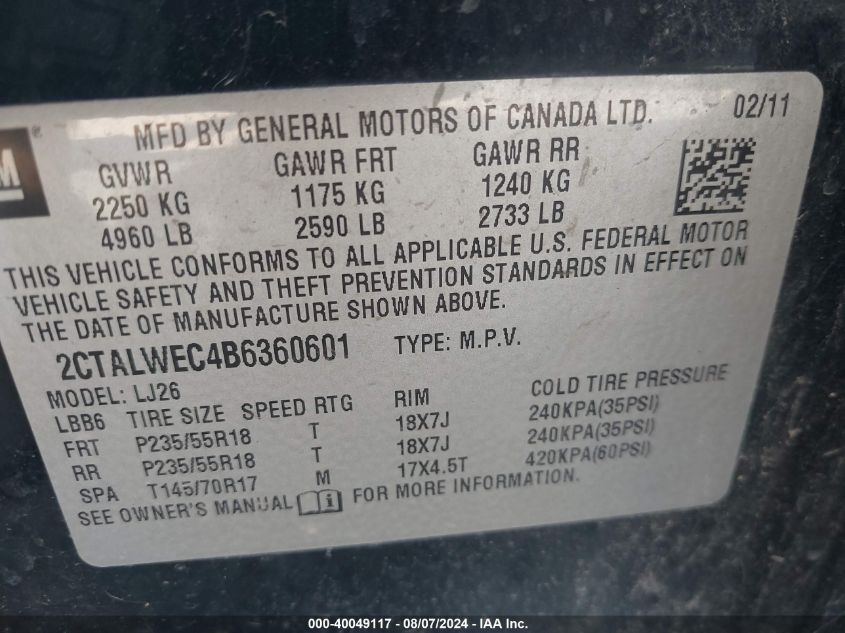 M ®
MFD BY GENERAL MOTORS OF CANADA LTD. 02/11
GVWR GAWR FRT GAWR RR
2250 KG 1175 KG 1240 KG
4960 LB 2590 LB 2733 LB
THIS VEHICLE CONFORMS TO ALL APPLICABLE U.S. FEDERAL MOTOR
VEHICLE SAFETY AND THEFT PREVENTION STANDARDS IN EFFECT ON
THE DATE OF MANUFACTURE SHOWN ABOVE.
2CTALWEC4B6360601 TYPE: M.P.V.
MODEL: LJ26
LBB6 TIRE SIZE SPEED RTG RIM COLD TIRE PRESSURE
FRT P235/55R18 T 18X7J 240KPA(35PSI)
RR P235/55R18 T 18X7J 240KPA(35PSI)
SPA T145/70R17 M 17X4.5T 420KPA(60PSI)
SEE OWNER'S MANUAL i FOR MORE INFORMATION.
000-40049117 - 08/07/2024 - IAA Inc.